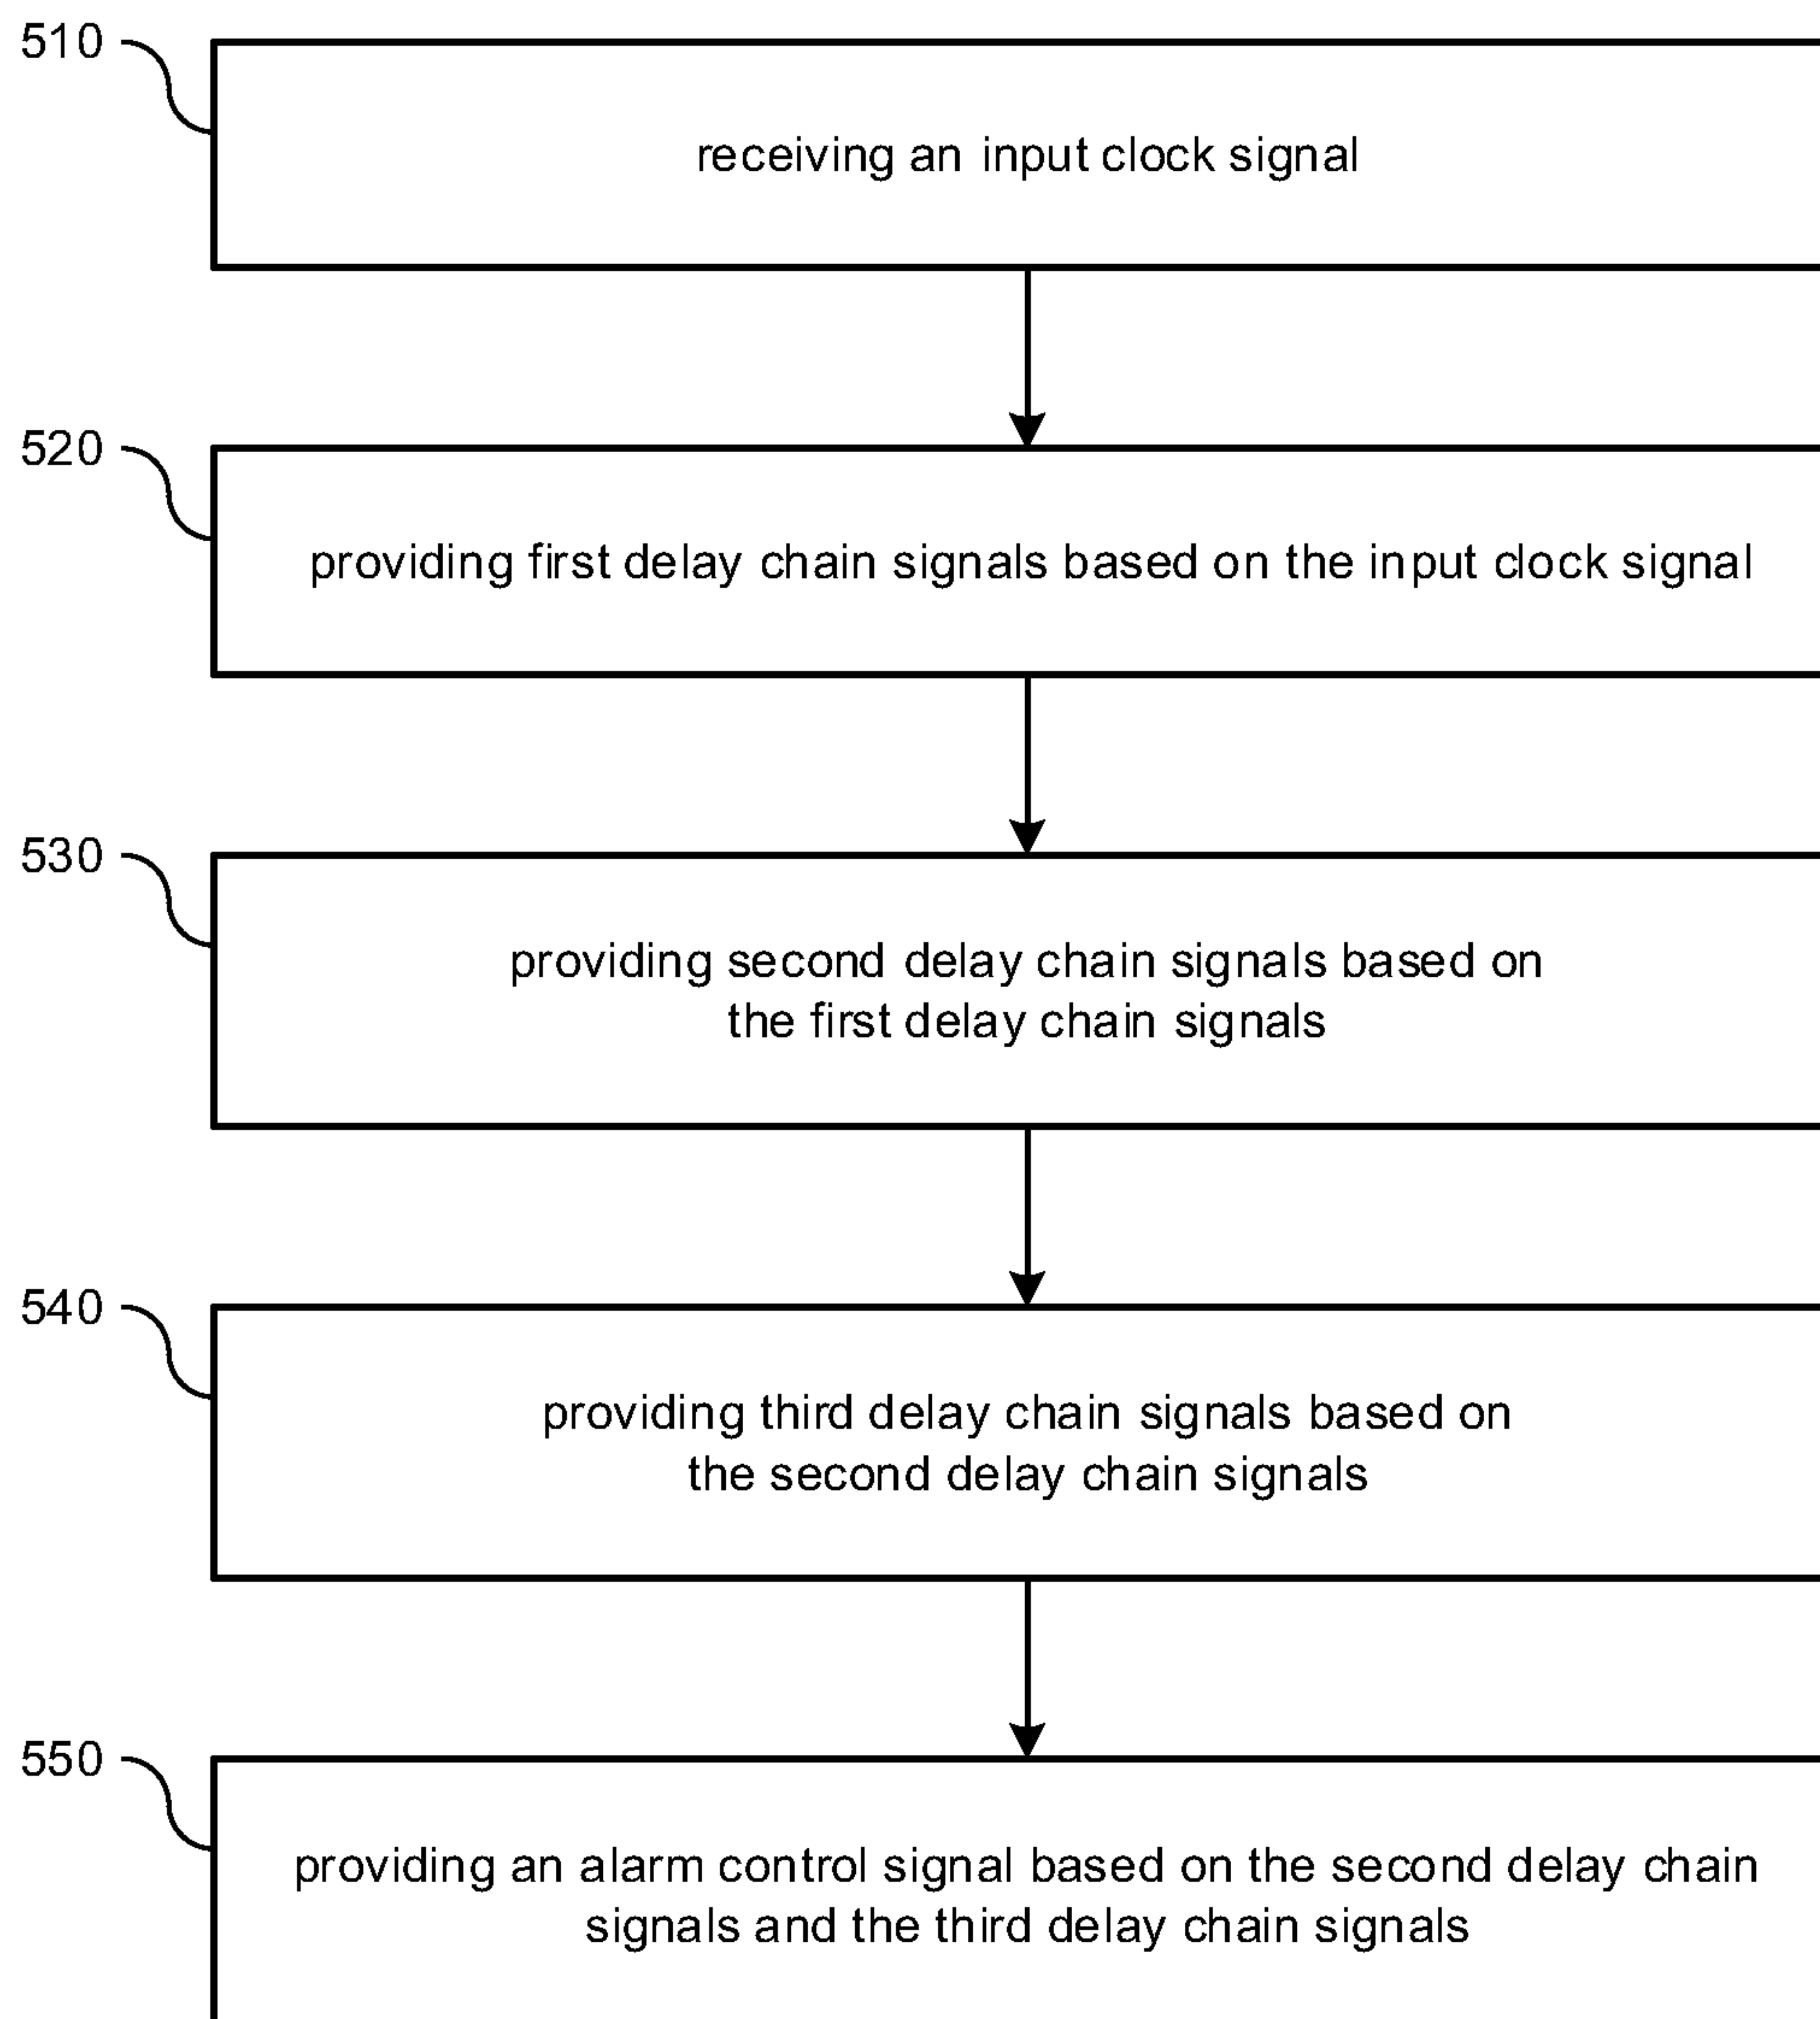 510
receiving an input clock signal
520
providing first delay chain signals based on the input clock signal
530
providing second delay chain signals based on
the first delay chain signals
540
providing third delay chain signals based on
the second delay chain signals
550
providing an alarm control signal based on the second delay chain
signals and the third delay chain signals